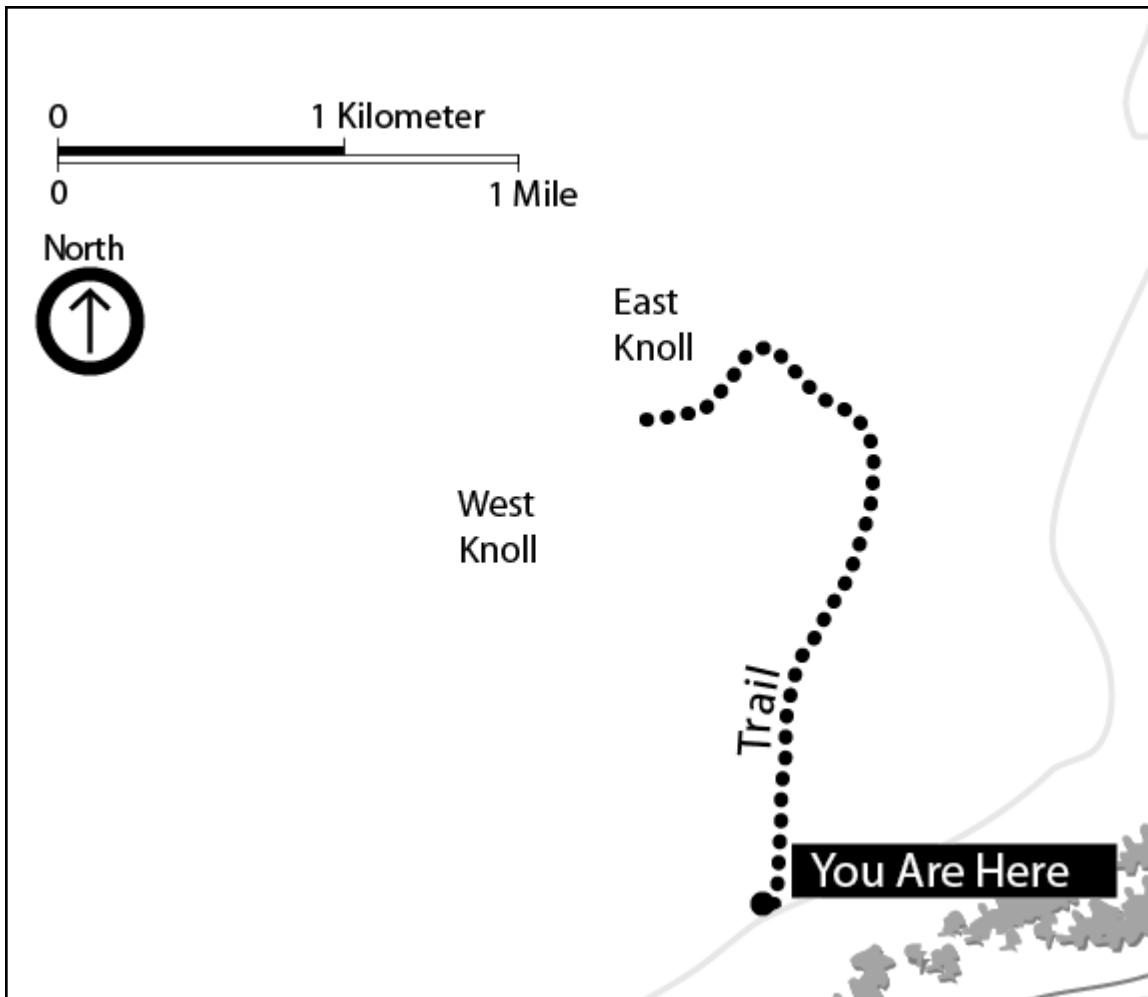 0 1 Kilometer
0 1 Mile
North
East
Knoll
West
Knoll
Trail
You Are Here